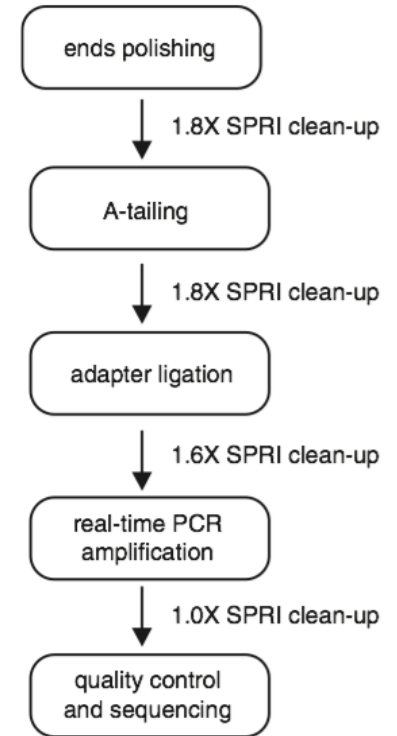 ends polishing
1.8X SPRI clean-up
A-tailing
1.8X SPRI clean-up
adapter ligation
1.6X SPRI clean-up
real-time PCR
amplification
1.0X SPRI clean-up
quality control
and sequencing